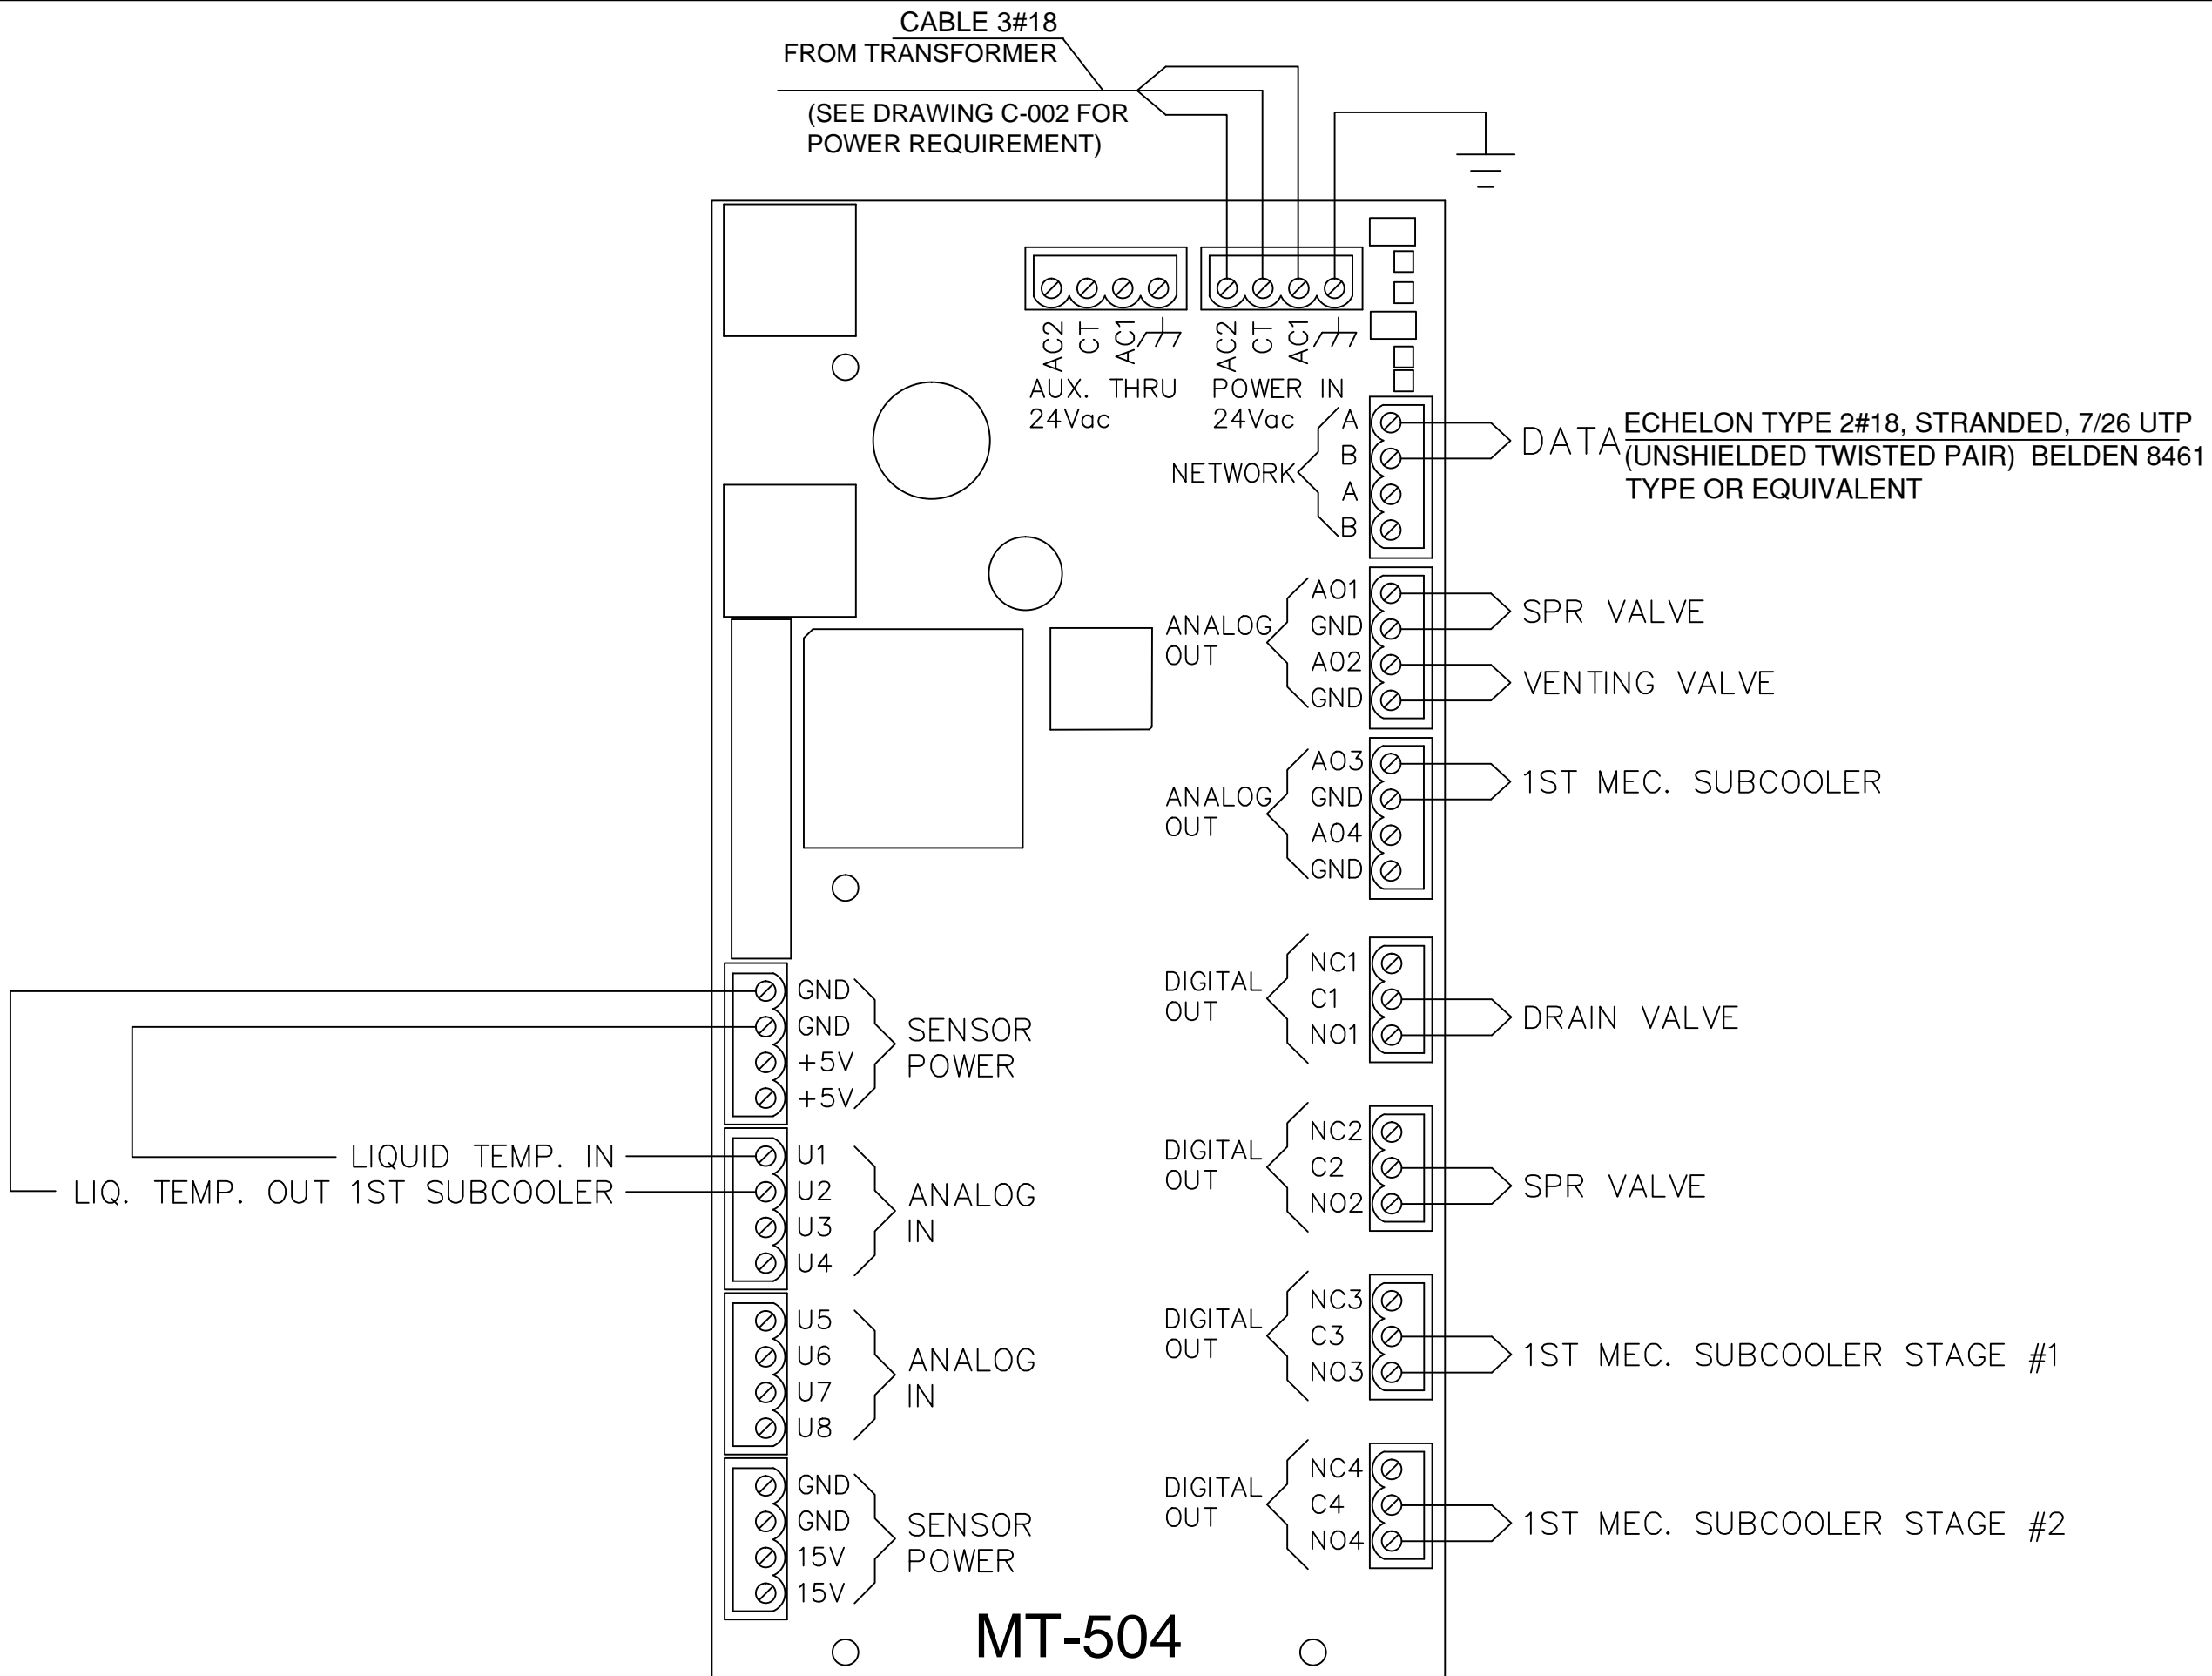 CABLE 3#18
FROM TRANSFORMER
(SEE DRAWING C-002 FOR
POWER REQUIREMENT)
AC2
CT
AC1
AUX. THRU
24Vac
AC2
CT
AC1
POWER IN
24Vac
NETWORK
A
B
A
B
DATA
ECHELON TYPE 2#18, STRANDED, 7/26 UTP
(UNSHIELDED TWISTED PAIR) BELDEN 8461
TYPE OR EQUIVALENT
ANALOG
OUT
AO1
GND
AO2
GND
SPR VALVE
VENTING VALVE
ANALOG
OUT
AO3
GND
AO4
GND
1ST MEC. SUBCOOLER
DIGITAL
OUT
NC1
C1
NO1
DRAIN VALVE
DIGITAL
OUT
NC2
C2
NO2
SPR VALVE
DIGITAL
OUT
NC3
C3
NO3
1ST MEC. SUBCOOLER STAGE #1
DIGITAL
OUT
NC4
C4
NO4
1ST MEC. SUBCOOLER STAGE #2
GND
GND
+5V
+5V
SENSOR
POWER
LIQUID TEMP. IN
LIQ. TEMP. OUT 1ST SUBCOOLER
U1
U2
U3
U4
ANALOG
IN
U5
U6
U7
U8
ANALOG
IN
GND
GND
15V
15V
SENSOR
POWER
MT-504